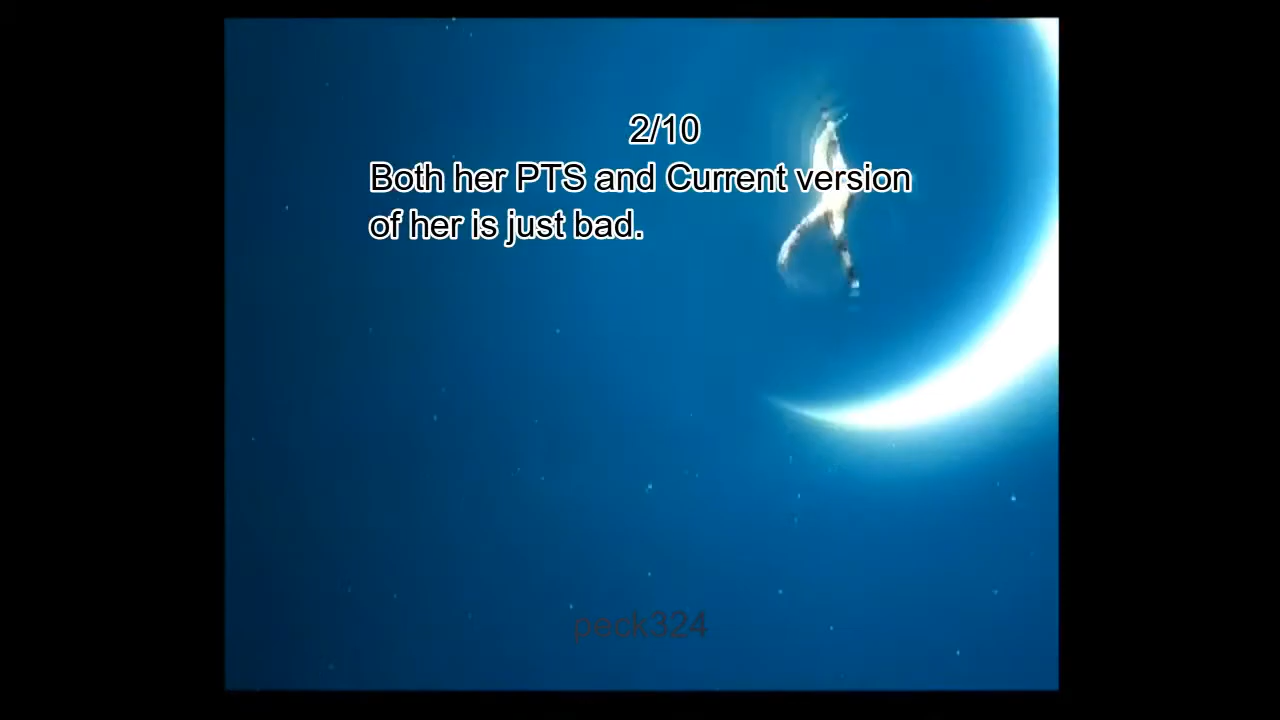 2/10
Both her PTS and Current version
of her is just bad.
peck324